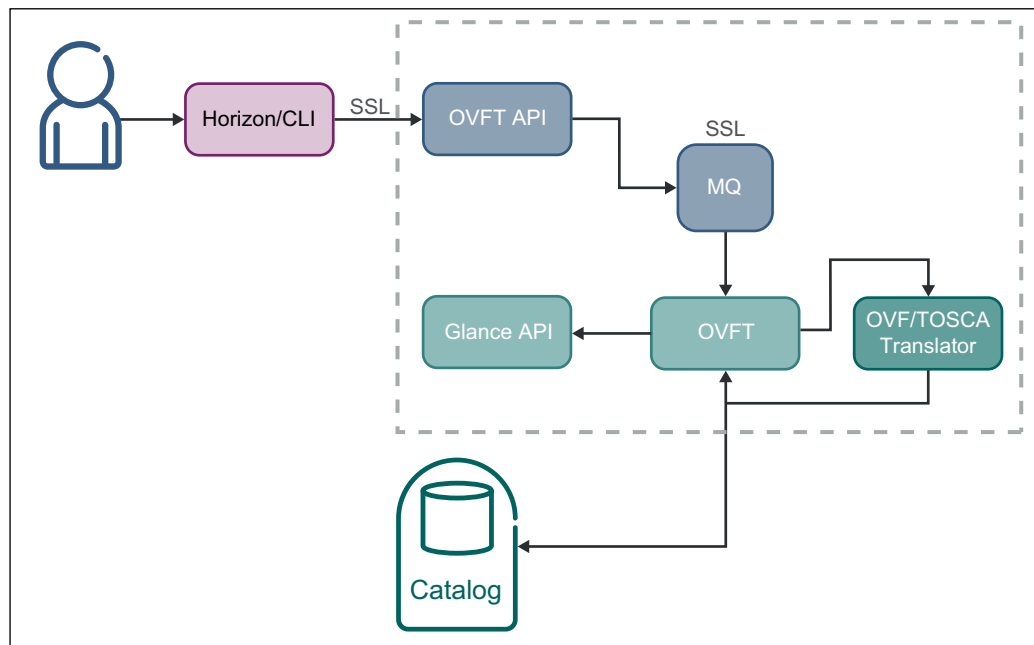 Horizon/CLI
SSL
OVFT API
SSL
MQ
Glance API
OVFT
OVF/TOSCA
Translator
Catalog